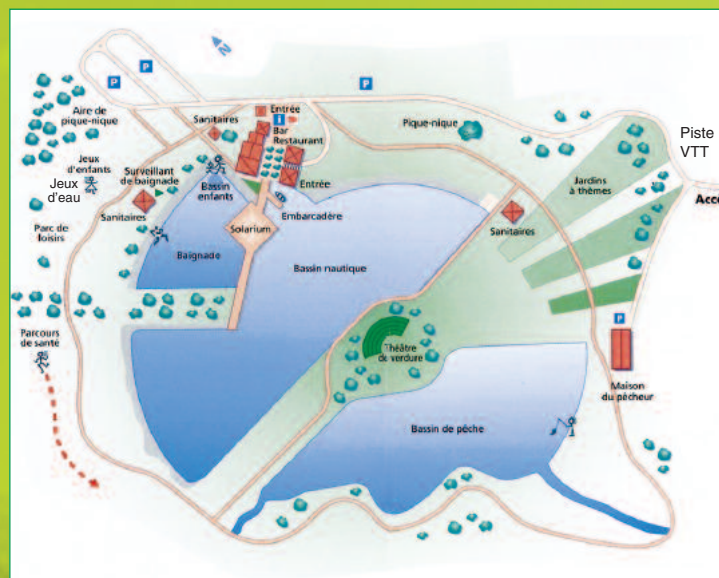 N
P
P
P
Aire de
pique-nique
Sanitaires
Entrée
i
Bar
Restaurant
Pique-nique
Piste
VTT
Jeux
d'enfants
Jeux
d'eau
Surveillant
de baignade
Bassin
enfants
Entrée
Jardins
à thèmes
Accè
Sanitaires
Embarcadère
Solarium
Sanitaires
Parc de
loisirs
Baignade
Bassin nautique
P
Parcours
de santé
Théâtre
de verdure
Maison
du pêcheur
Bassin de pêche